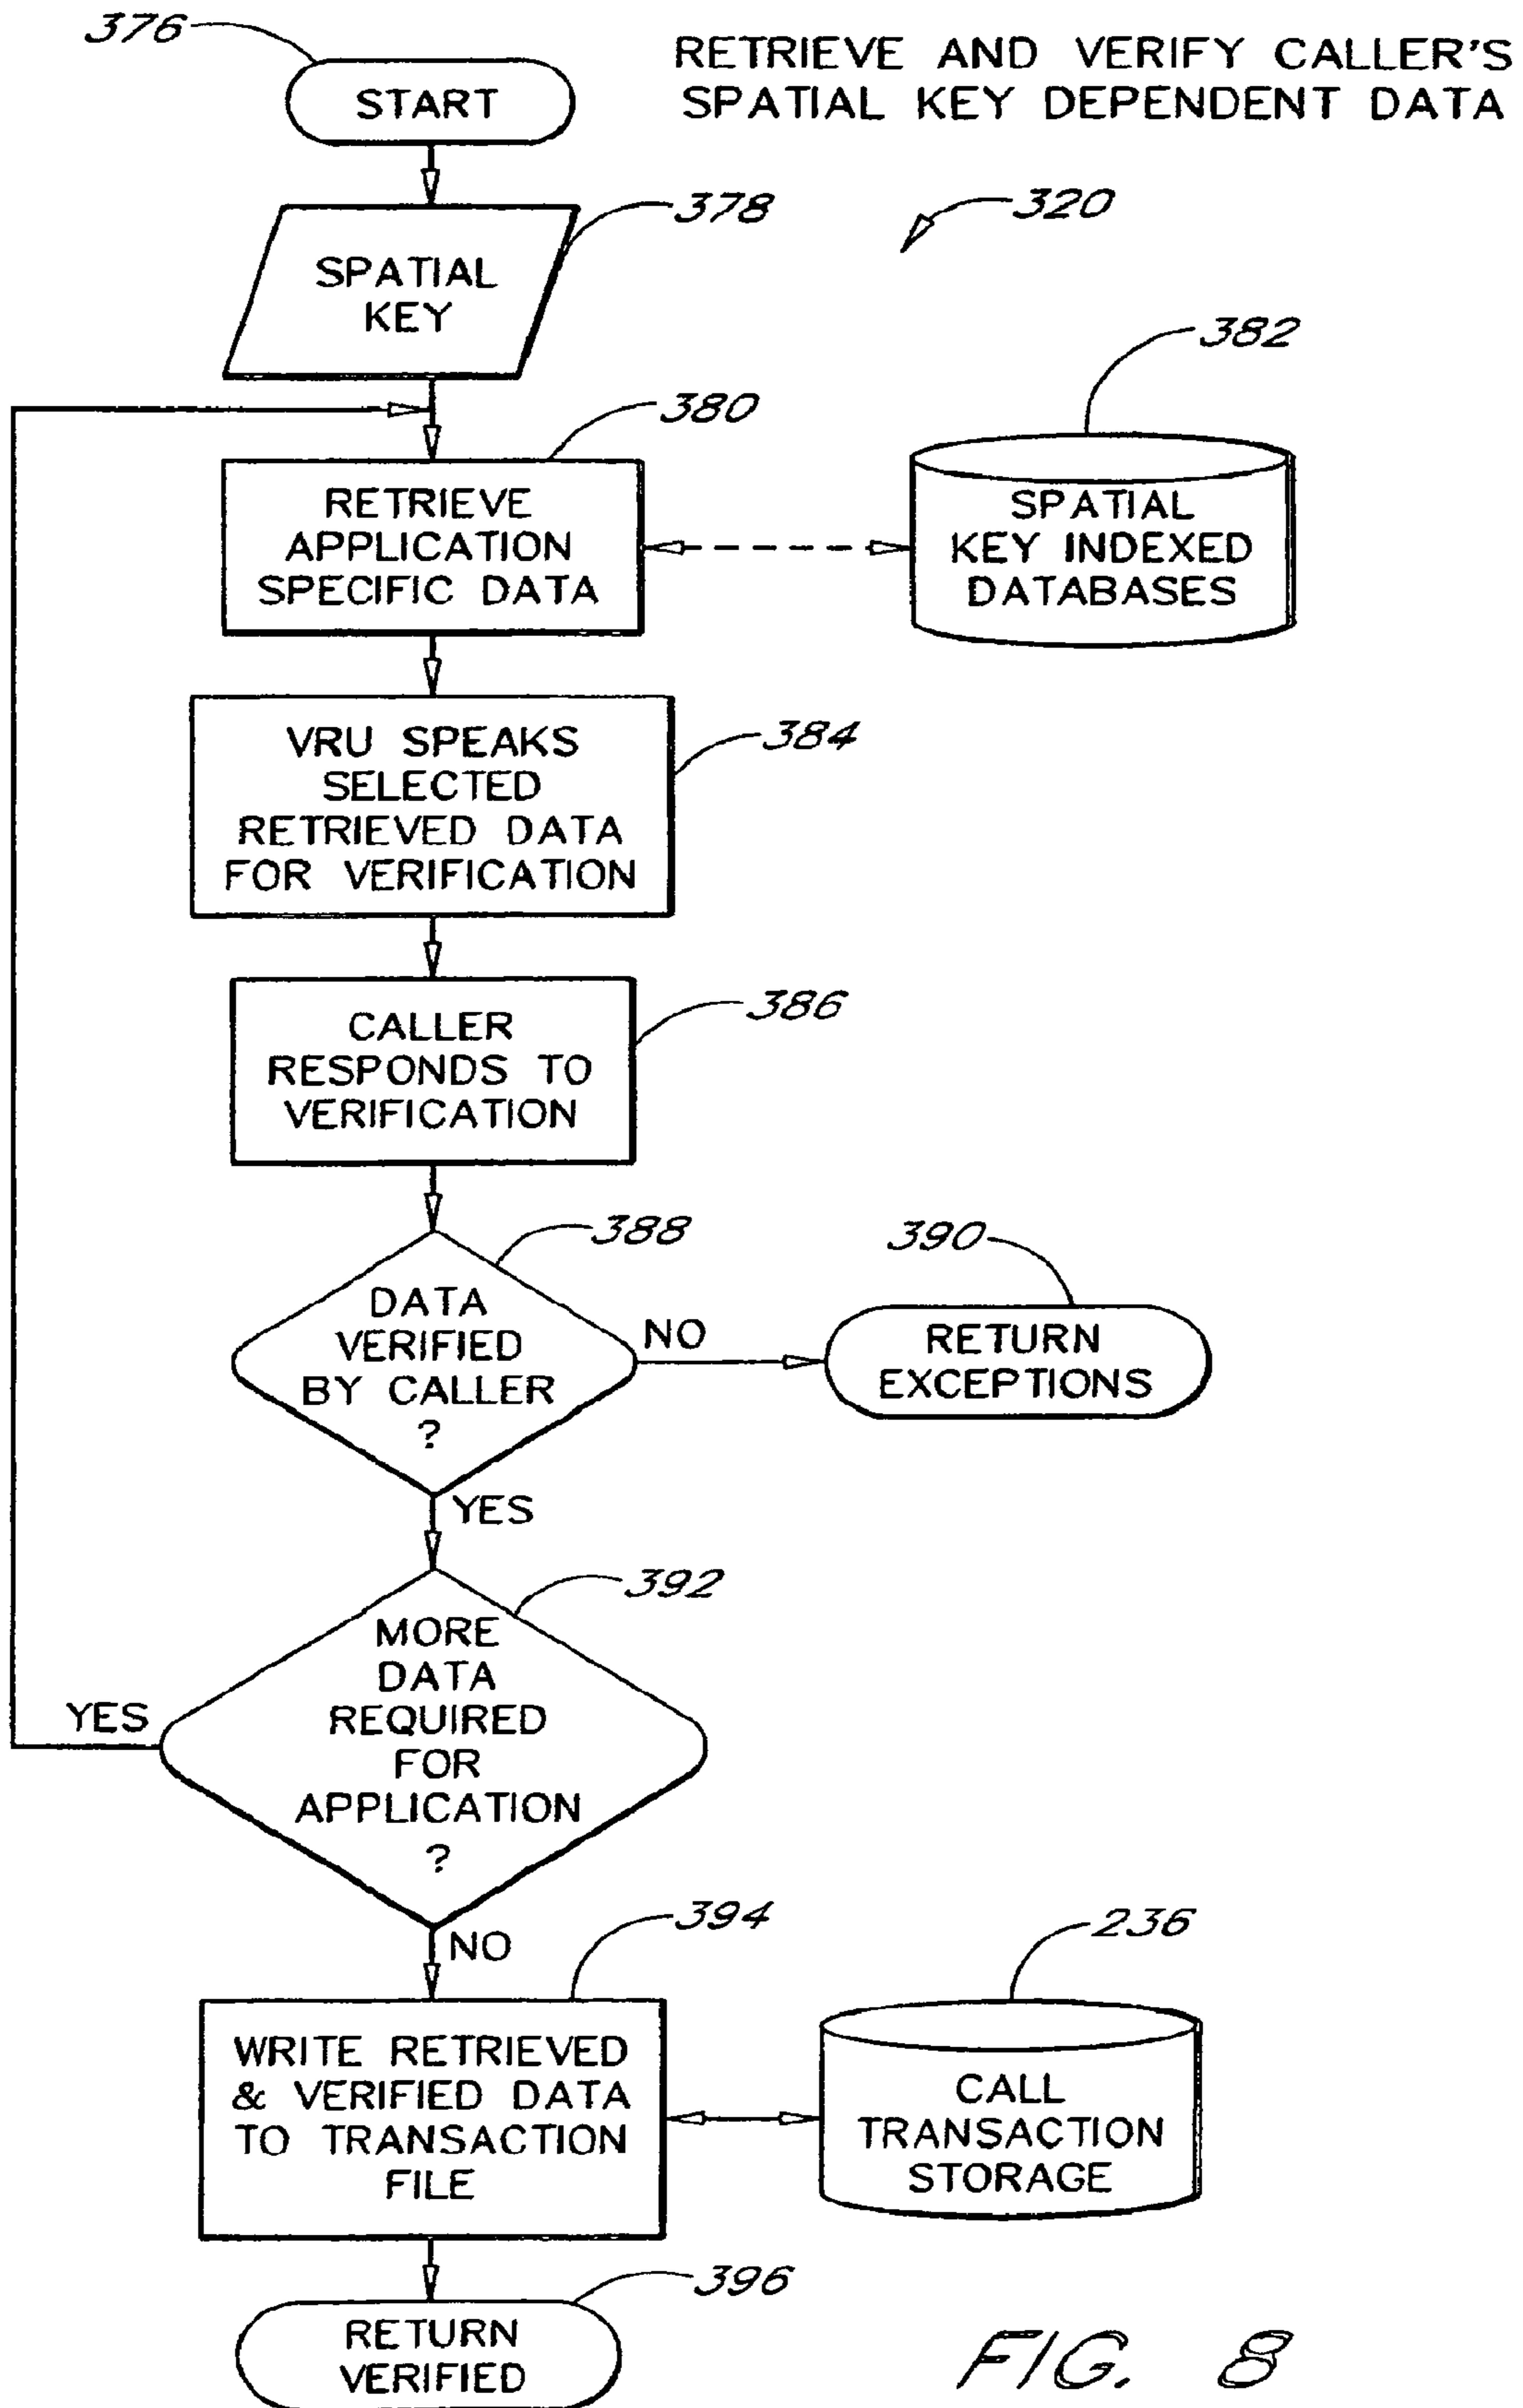 376
RETRIEVE AND VERIFY CALLER'S
SPATIAL KEY DEPENDENT DATA
START
378
320
SPATIAL
KEY
382
380
RETRIEVE
APPLICATION
SPECIFIC DATA
SPATIAL
KEY INDEXED
DATABASES
384
VRU SPEAKS
SELECTED
RETRIEVED DATA
FOR VERIFICATION
386
CALLER
RESPONDS TO
VERIFICATION
388
390
DATA
VERIFIED
BY CALLER
?
NO
RETURN
EXCEPTIONS
YES
392
MORE
DATA
REQUIRED
FOR
APPLICATION
?
YES
NO
394
236
WRITE RETRIEVED
& VERIFIED DATA
TO TRANSACTION
FILE
CALL
TRANSACTION
STORAGE
396
RETURN
VERIFIED
FIG. 8